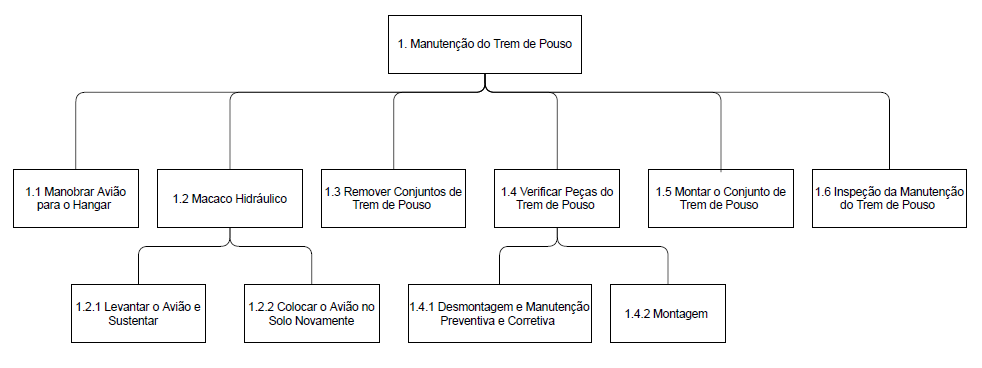 1. Manutenção do Trem de Pouso
1.1 Manobrar Avião
para o Hangar
1.2 Macaco Hidráulico
1.3 Remover Conjuntos de
Trem de Pouso
1.4 Verificar Peças do
Trem de Pouso
1.5 Montar o Conjunto de
Trem de Pouso
1.6 Inspeção da Manutenção
do Trem de Pouso
1.2.1 Levantar o Avião e
Sustentar
1.2.2 Colocar o Avião no
Solo Novamente
1.4.1 Desmontagem e Manutenção
Preventiva e Corretiva
1.4.2 Montagem